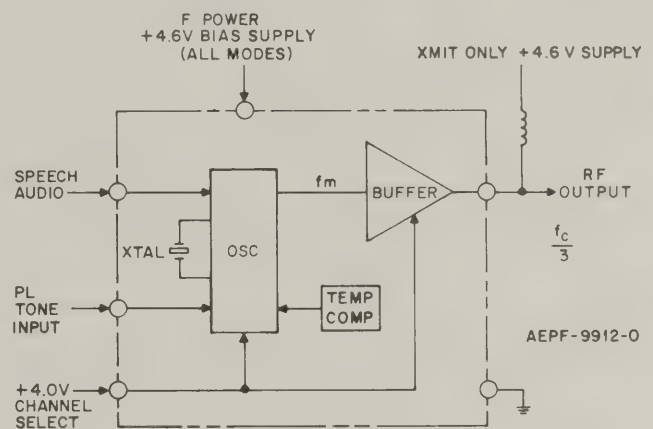 F POWER
+4.6V BIAS SUPPLY
(ALL MODES)
XMIT ONLY +4.6 V SUPPLY
SPEECH
AUDIO
fm
BUFFER
RF
OUTPUT
XTAL
OSC
fc
3
PL
TONE
INPUT
TEMP
COMP
AEPF-9912-O
+4.0V
CHANNEL
SELECT